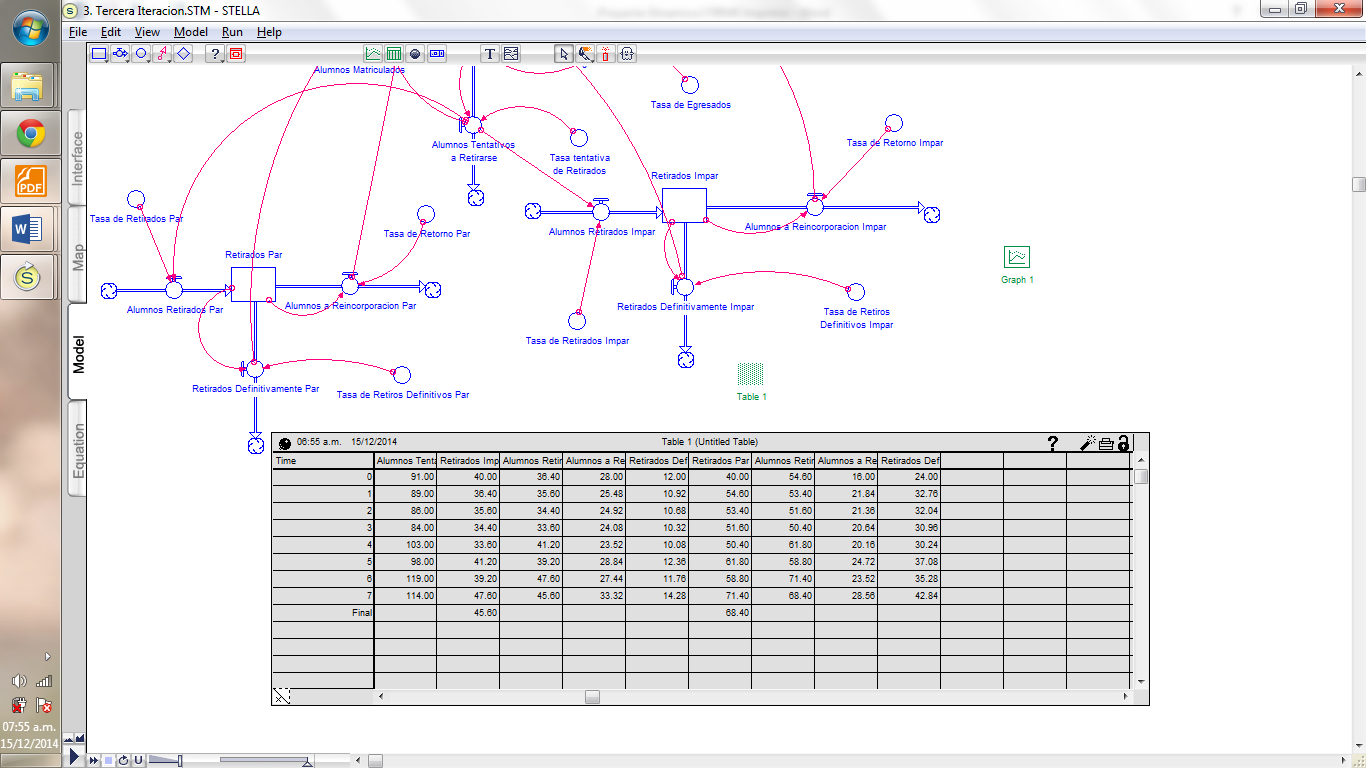 3. Tercera Iteracion.STM - STELLA
File Edit View Model Run Help
T
Interface
Map
Model
Equation
Alumnos Matriculados
Tasa de Egresados
Tasa de Retorno Impar
Alumnos Tentativos
a Retirarse
Tasa tentativa
de Retirados
Retirados Impar
Tasa de Retirados Par
Tasa de Retorno Par
Alumnos Retirados Impar
Alumnos a Reincorporacion Impar
Retirados Par
Graph 1
Alumnos Retirados Par
Alumnos a Reincorporacion Par
Retirados Definitivamente Impar
Tasa de Retiros
Definitivos Impar
Tasa de Retirados Impar
Retirados Definitivamente Par
Tasa de Retiros Definitivos Par
Table 1
06:55 a.m. 15/12/2014 Table 1 (Untitled Table) ?
Time Alumnos Tenta Retirados Imp Alumnos Retir Alumnos a Re Retirados Def Retirados Par Alumnos Retir Alumnos a Re Retirados Def
0 91.00 40.00 36.40 28.00 12.00 40.00 54.60 16.00 24.00
1 89.00 36.40 35.60 25.48 10.92 54.60 53.40 21.84 32.76
2 86.00 35.60 34.40 24.92 10.68 53.40 51.60 21.36 32.04
3 84.00 34.40 33.60 24.08 10.32 51.60 50.40 20.64 30.96
4 103.00 33.60 41.20 23.52 10.08 50.40 61.80 20.16 30.24
5 98.00 41.20 39.20 28.84 12.36 61.80 58.80 24.72 37.08
6 119.00 39.20 47.60 27.44 11.76 58.80 71.40 23.52 35.28
7 114.00 47.60 45.60 33.32 14.28 71.40 68.40 28.56 42.84
Final 45.60 68.40
PDF
07:55 a.m.
15/12/2014
U